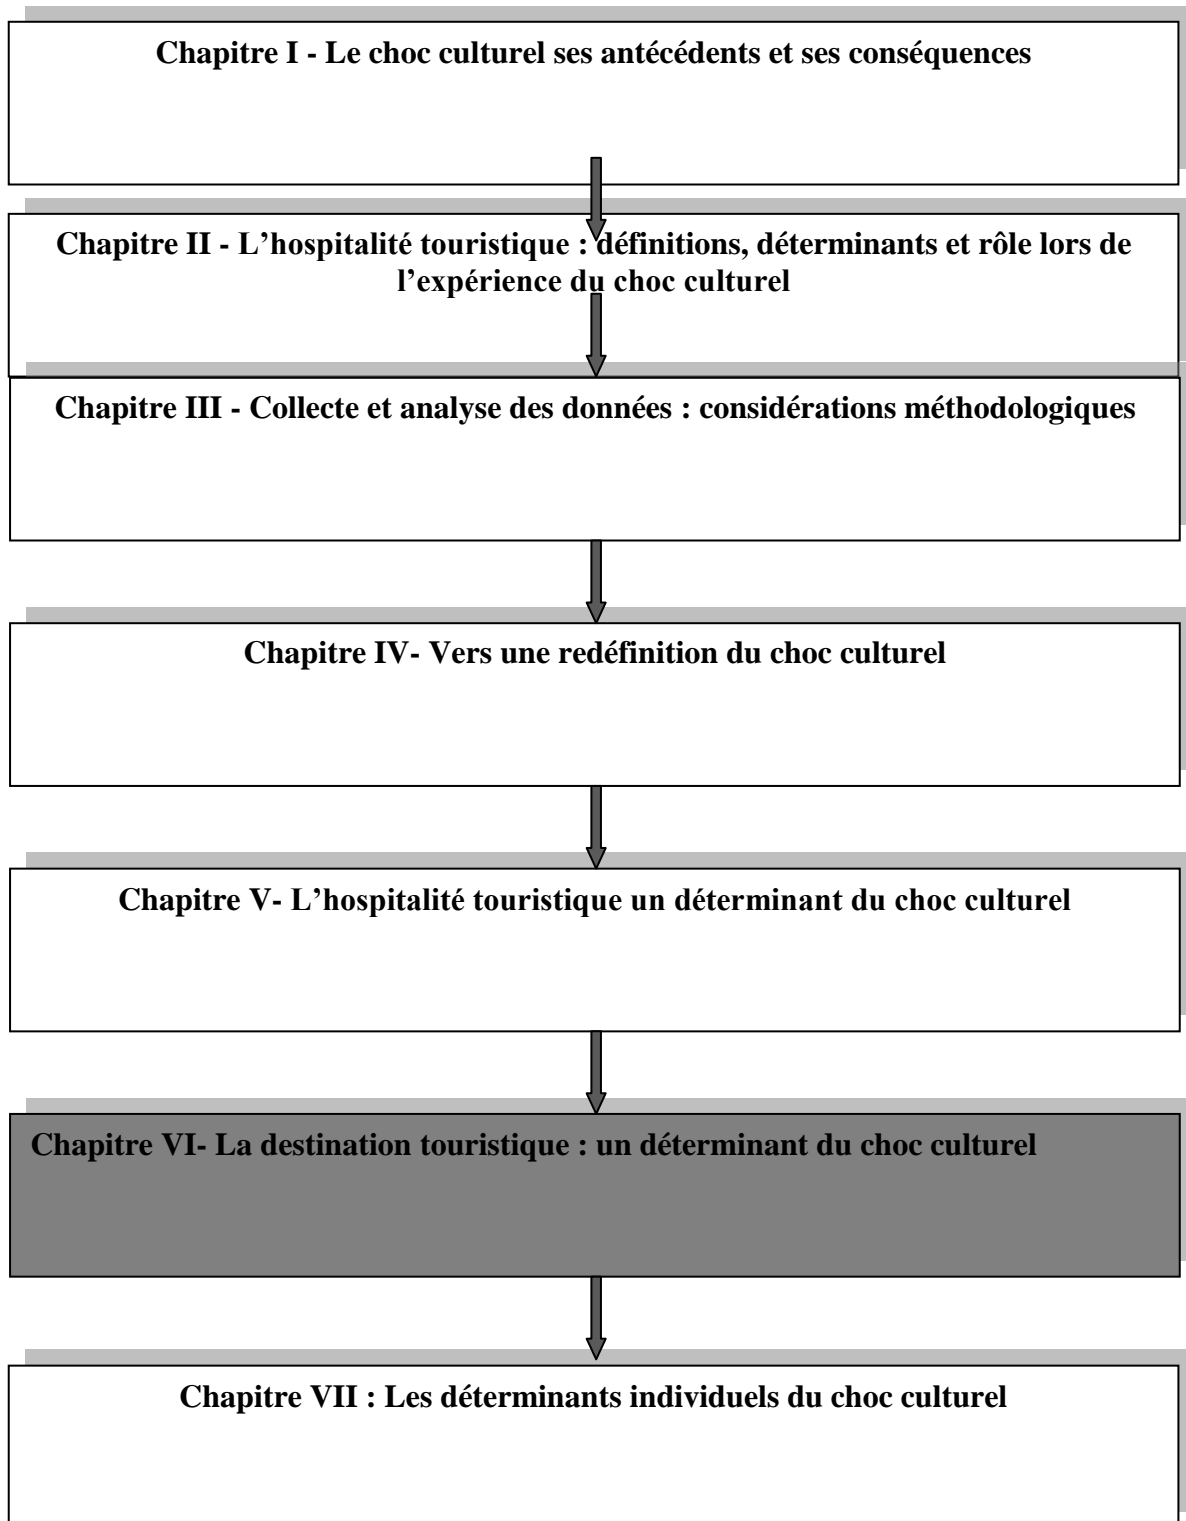 Chapitre I - Le choc culturel ses antécédents et ses conséquences
Chapitre II - L’hospitalité touristique : définitions, déterminants et rôle lors de
l’expérience du choc culturel
Chapitre III - Collecte et analyse des données : considérations méthodologiques
Chapitre IV- Vers une redéfinition du choc culturel
Chapitre V- L’hospitalité touristique un déterminant du choc culturel
Chapitre VI- La destination touristique : un déterminant du choc culturel
Chapitre VII : Les déterminants individuels du choc culturel